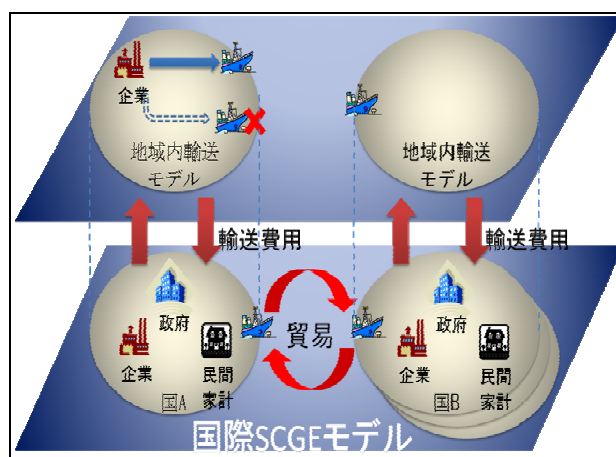 企業
地域内輸送
モデル
地域内輸送
モデル
輸送費用
輸送費用
政府
企業
民間
家計
国A
貿易
政府
企業
民間
家計
国B
国際SCGEモデル